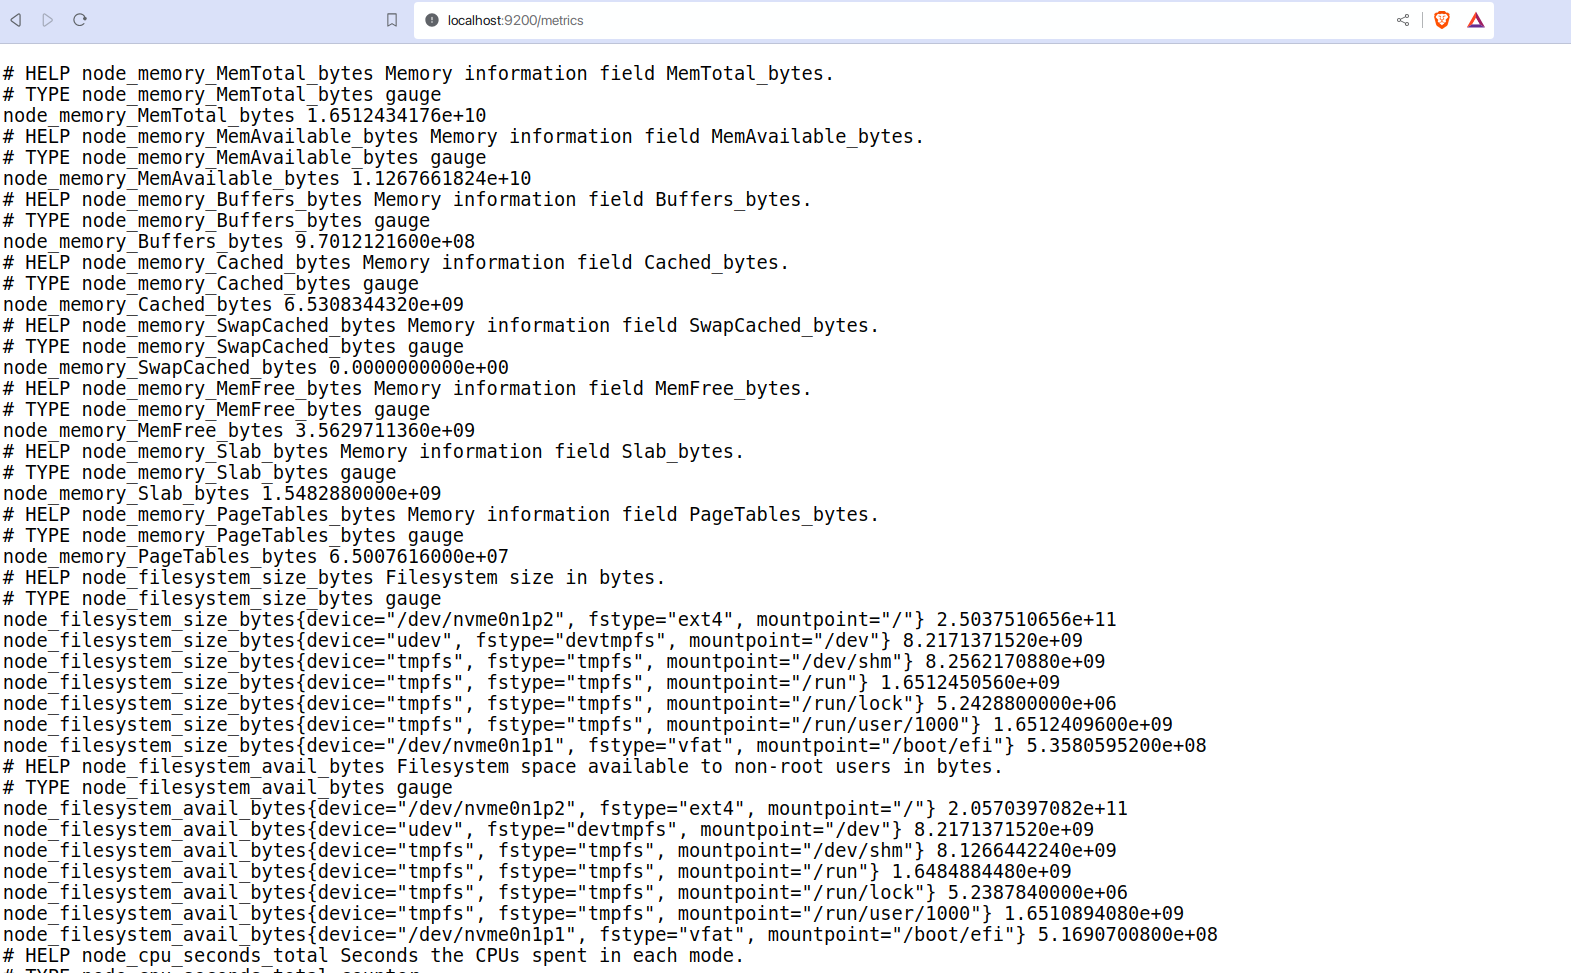 localhost:9200/metrics
# HELP node_memory_MemTotal_bytes Memory information field MemTotal_bytes.
# TYPE node_memory_MemTotal_bytes gauge
node_memory_MemTotal_bytes 1.6512434176e+10
# HELP node_memory_MemAvailable_bytes Memory information field MemAvailable_bytes.
# TYPE node_memory_MemAvailable_bytes gauge
node_memory_MemAvailable_bytes 1.1267661824e+10
# HELP node_memory_Buffers_bytes Memory information field Buffers_bytes.
# TYPE node_memory_Buffers_bytes gauge
node_memory_Buffers_bytes 9.7012121600e+08
# HELP node_memory_Cached_bytes Memory information field Cached_bytes.
# TYPE node_memory_Cached_bytes gauge
node_memory_Cached_bytes 6.5308344320e+09
# HELP node_memory_SwapCached_bytes Memory information field SwapCached_bytes.
# TYPE node_memory_SwapCached_bytes gauge
node_memory_SwapCached_bytes 0.0000000000e+00
# HELP node_memory_MemFree_bytes Memory information field MemFree_bytes.
# TYPE node_memory_MemFree_bytes gauge
node_memory_MemFree_bytes 3.5629711360e+09
# HELP node_memory_Slab_bytes Memory information field Slab_bytes.
# TYPE node_memory_Slab_bytes gauge
node_memory_Slab_bytes 1.5482880000e+09
# HELP node_memory_PageTables_bytes Memory information field PageTables_bytes.
# TYPE node_memory_PageTables_bytes gauge
node_memory_PageTables_bytes 6.5007616000e+07
# HELP node_filesystem_size_bytes Filesystem size in bytes.
# TYPE node_filesystem_size_bytes gauge
node_filesystem_size_bytes{device="/dev/nvme0n1p2", fstype="ext4", mountpoint="/"} 2.5037510656e+11
node_filesystem_size_bytes{device="udev", fstype="devtmpfs", mountpoint="/dev"} 8.2171371520e+09
node_filesystem_size_bytes{device="tmpfs", fstype="tmpfs", mountpoint="/dev/shm"} 8.2562170880e+09
node_filesystem_size_bytes{device="tmpfs", fstype="tmpfs", mountpoint="/run"} 1.6512450560e+09
node_filesystem_size_bytes{device="tmpfs", fstype="tmpfs", mountpoint="/run/lock"} 5.2428800000e+06
node_filesystem_size_bytes{device="tmpfs", fstype="tmpfs", mountpoint="/run/user/1000"} 1.6512409600e+09
node_filesystem_size_bytes{device="/dev/nvme0n1p1", fstype="vfat", mountpoint="/boot/efi"} 5.3580595200e+08
# HELP node_filesystem_avail_bytes Filesystem space available to non-root users in bytes.
# TYPE node_filesystem_avail_bytes gauge
node_filesystem_avail_bytes{device="/dev/nvme0n1p2", fstype="ext4", mountpoint="/"} 2.0570397082e+11
node_filesystem_avail_bytes{device="udev", fstype="devtmpfs", mountpoint="/dev"} 8.2171371520e+09
node_filesystem_avail_bytes{device="tmpfs", fstype="tmpfs", mountpoint="/dev/shm"} 8.1266442240e+09
node_filesystem_avail_bytes{device="tmpfs", fstype="tmpfs", mountpoint="/run"} 1.6484884480e+09
node_filesystem_avail_bytes{device="tmpfs", fstype="tmpfs", mountpoint="/run/lock"} 5.2387840000e+06
node_filesystem_avail_bytes{device="tmpfs", fstype="tmpfs", mountpoint="/run/user/1000"} 1.6510894080e+09
node_filesystem_avail_bytes{device="/dev/nvme0n1p1", fstype="vfat", mountpoint="/boot/efi"} 5.1690700800e+08
# HELP node_cpu_seconds_total Seconds the CPUs spent in each mode.
# TYPE node_cpu_seconds_total counter